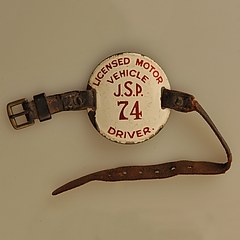 LICENSED MOTOR
VEHICLE
J.S.P.
74
DRIVER.